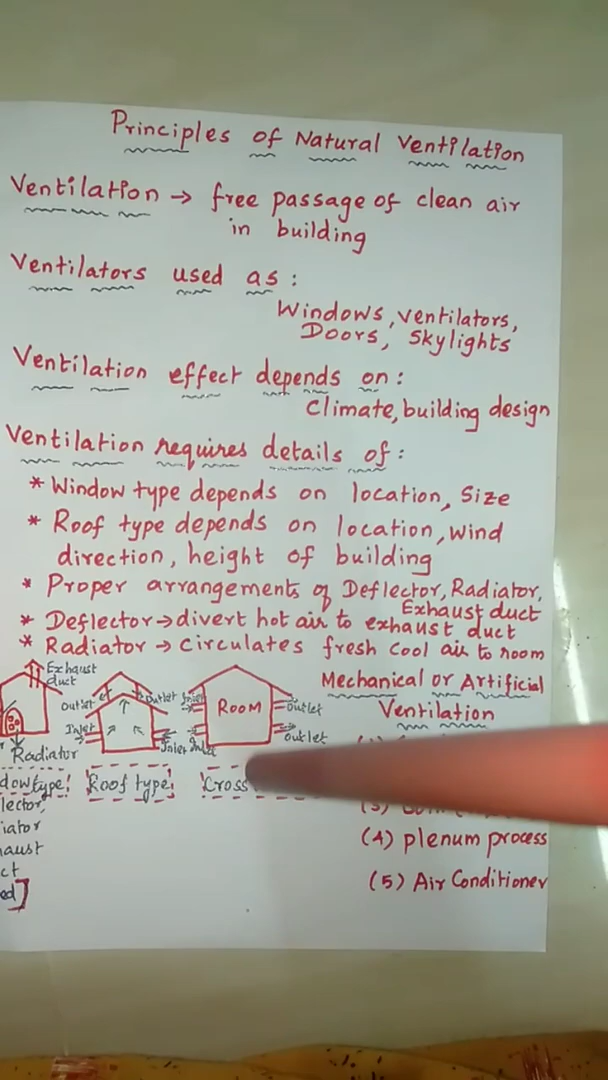 Principles of Natural Ventilation
Ventilation → free passage of clean air
in building
Ventilators used as :
Windows, ventilators,
Doors, Skylights
Ventilation effect depends on :
Climate, building design
Ventilation requires details of :
* Window type depends on location, Size
* Roof type depends on location, wind
direction, height of building
* Proper arrangements of Deflector, Radiator,
Exhaust duct
* Deflector → divert hot air to exhaust duct
* Radiator → circulates fresh cool air to room
Exhaust
duct
Radiator
Outlet
Outlet
Inlet
Inlet
Roof type
Inlet
ROOM
Outlet
Inlet
Outlet
Cross
Mechanical or Artificial
Ventilation
(3)
(4) plenum process
(5) Air Conditioner